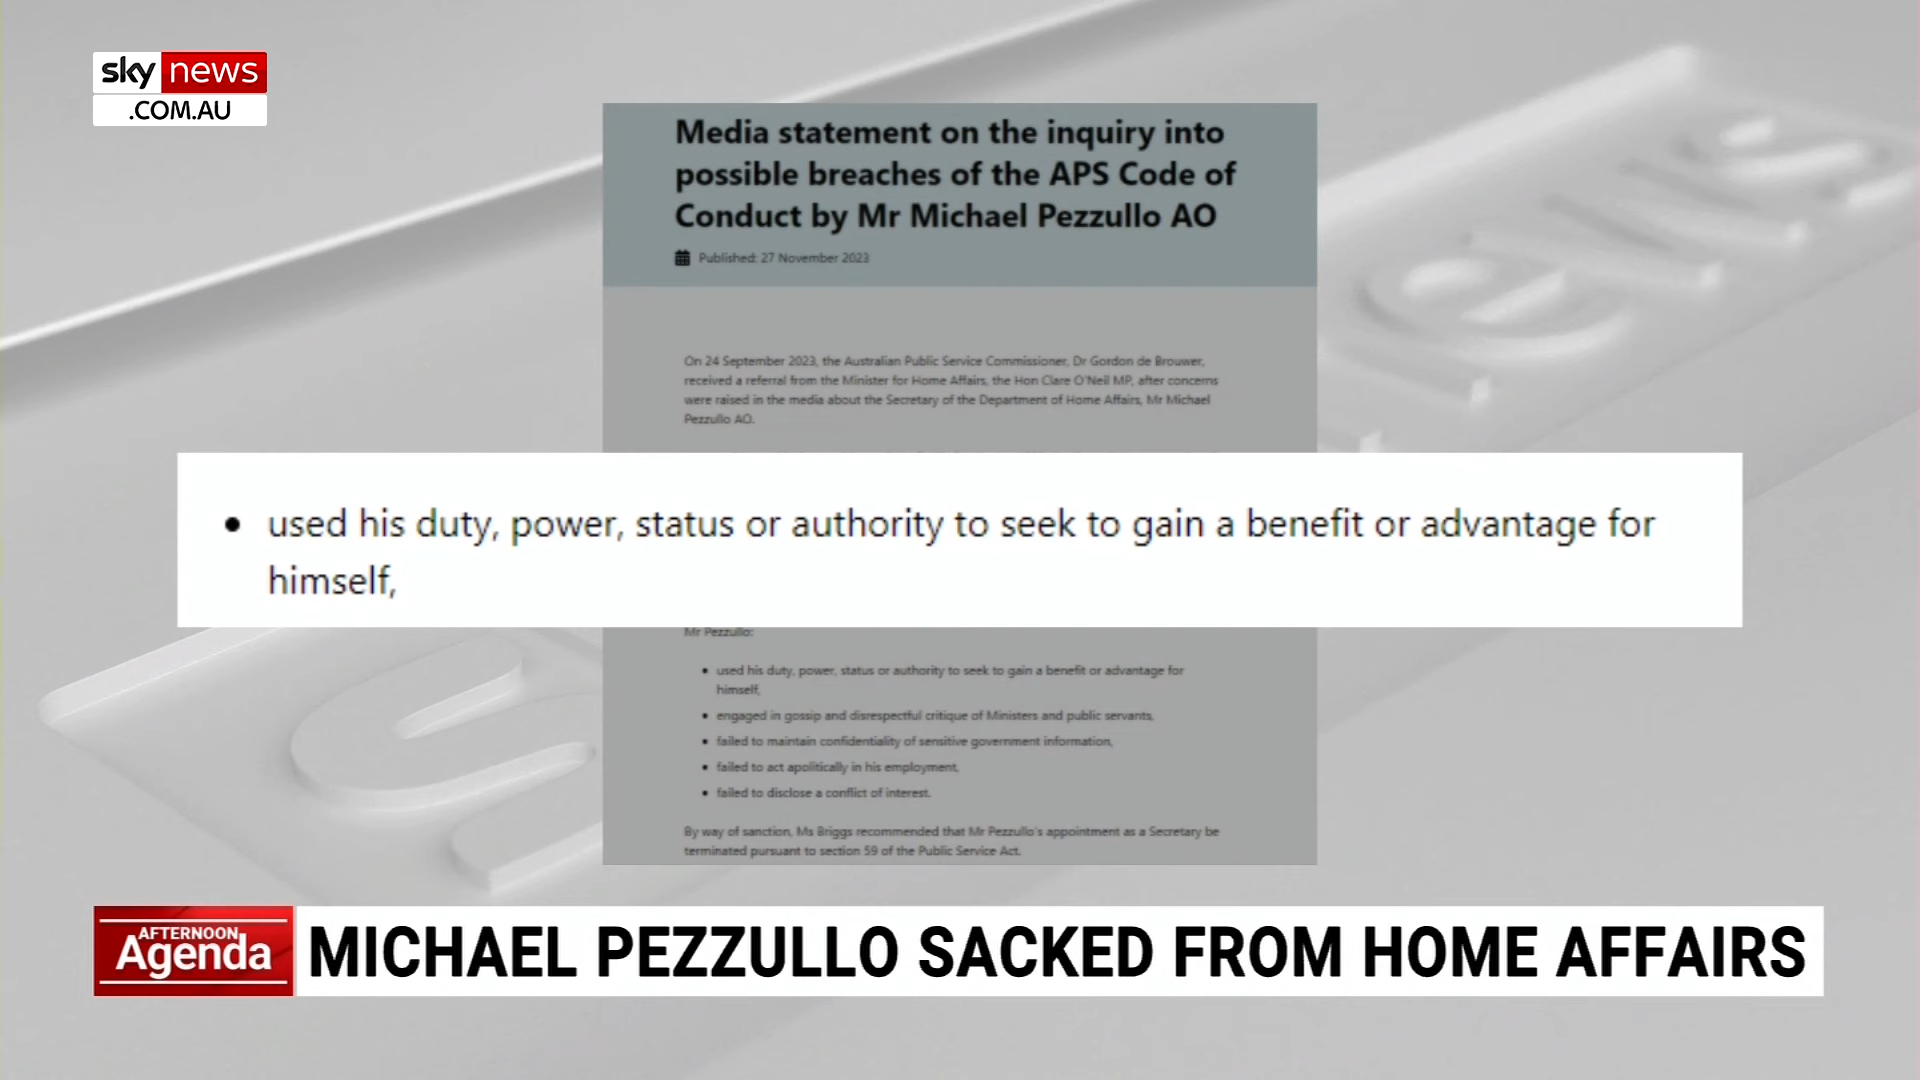 sky news
.COM.AU
Media statement on the inquiry into
possible breaches of the APS Code of
Conduct by Mr Michael Pezzullo AO
Published: 27 November 2023
On 24 September 2023, the Australian Public Service Commissioner, Dr Gordon de Brouwer,
received a referral from the Minister for Home Affairs, the Hon Clare O'Neil MP, after concerns
were raised in the media about the Secretary of the Department of Home Affairs, Mr Michael
Pezzullo AO.
• used his duty, power, status or authority to seek to gain a benefit or advantage for
himself,
Mr Pezzullo:
• used his duty, power, status or authority to seek to gain a benefit or advantage for
himself,
• engaged in gossip and disrespectful critique of Ministers and public servants,
• failed to maintain confidentiality of sensitive government information,
• failed to act apolitically in his employment,
• failed to disclose a conflict of interest.
By way of sanction, Ms Briggs recommended that Mr Pezzullo's appointment as a Secretary be
terminated pursuant to section 59 of the Public Service Act.
AFTERNOON
Agenda
MICHAEL PEZZULLO SACKED FROM HOME AFFAIRS
news